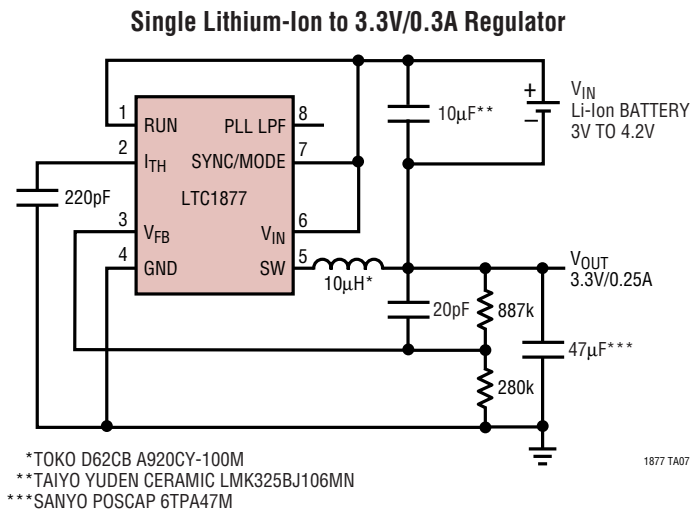 Single Lithium-Ion to 3.3V/0.3A Regulator
1 RUN
PLL LPF 8
2 ITH
SYNC/MODE 7
LTC1877
3 VFB
VIN 6
4 GND
SW 5
220pF
10µF**
+
–
VIN
Li-Ion BATTERY
3V TO 4.2V
10µH*
VOUT
3.3V/0.25A
20pF
887k
47µF***
280k
*TOKO D62CB A920CY-100M
**TAIYO YUDEN CERAMIC LMK325BJ106MN
***SANYO POSCAP 6TPA47M
1877 TA07